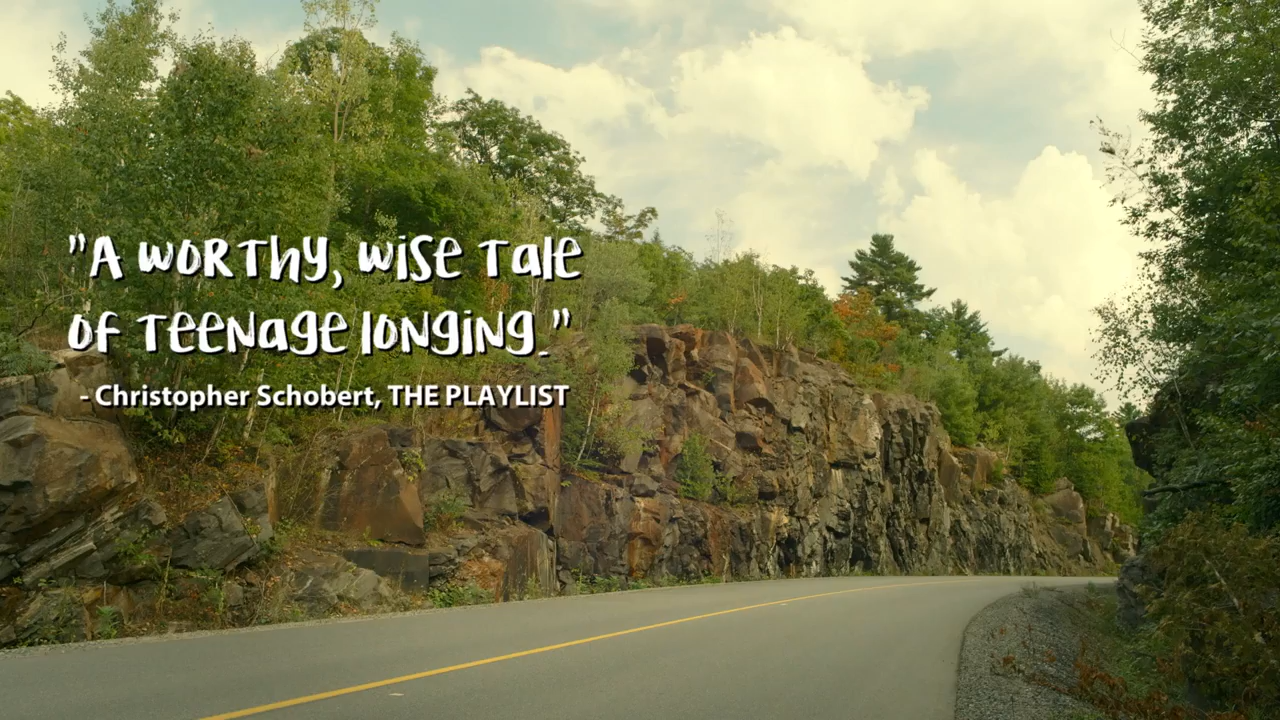 "A WORThy, WiSe Tale
Of TeeNage lONgiNg."
- Christopher Schobert, THE PLAYLIST